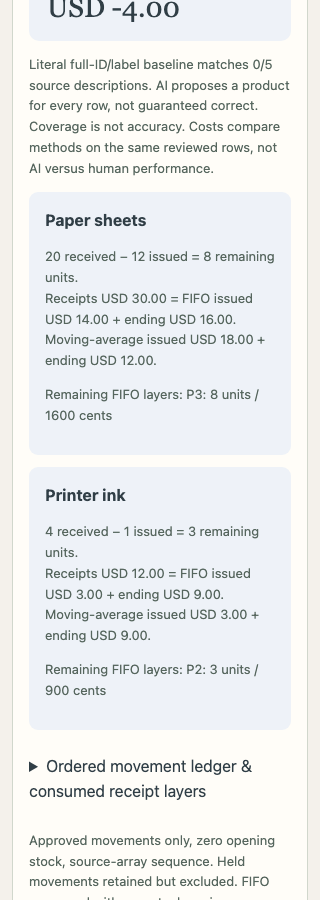 USD -4.00
Literal full-ID/label baseline matches 0/5
source descriptions. AI proposes a product
for every row, not guaranteed correct.
Coverage is not accuracy. Costs compare
methods on the same reviewed rows, not
AI versus human performance.
Paper sheets
20 received – 12 issued = 8 remaining
units.
Receipts USD 30.00 = FIFO issued
USD 14.00 + ending USD 16.00.
Moving-average issued USD 18.00 +
ending USD 12.00.
Remaining FIFO layers: P3: 8 units /
1600 cents
Printer ink
4 received – 1 issued = 3 remaining
units.
Receipts USD 12.00 = FIFO issued
USD 3.00 + ending USD 9.00.
Moving-average issued USD 3.00 +
ending USD 9.00.
Remaining FIFO layers: P2: 3 units /
900 cents
▶ Ordered movement ledger &
consumed receipt layers
Approved movements only, zero opening
stock, source-array sequence. Held
movements retained but excluded. FIFO